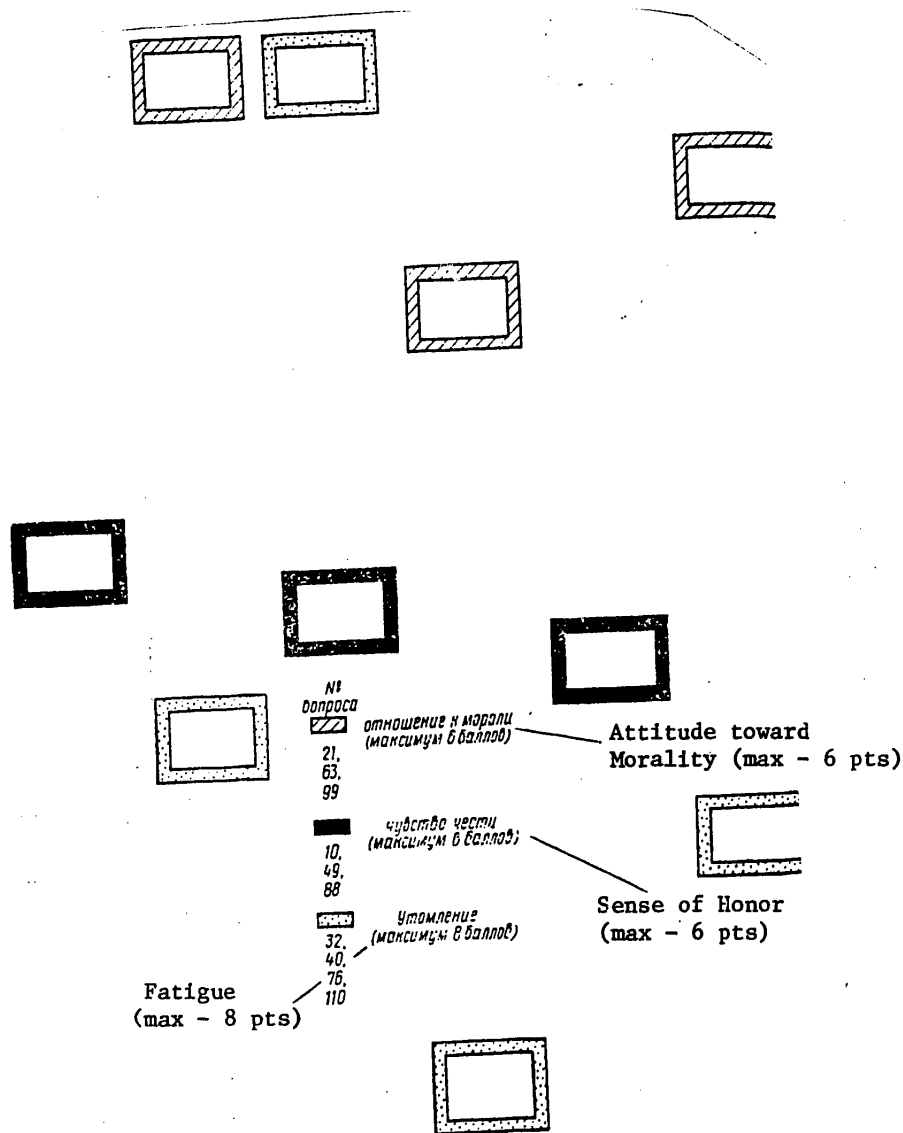 №
вопроса
отношение к морали
(максимум 6 баллов)
21,
63,
99
Attitude toward
Morality (max - 6 pts)
чувство чести
(максимум 6 баллов)
10,
49,
88
Sense of Honor
(max - 6 pts)
Утомление
(максимум 8 баллов)
32,
40,
76,
110
Fatigue
(max - 8 pts)